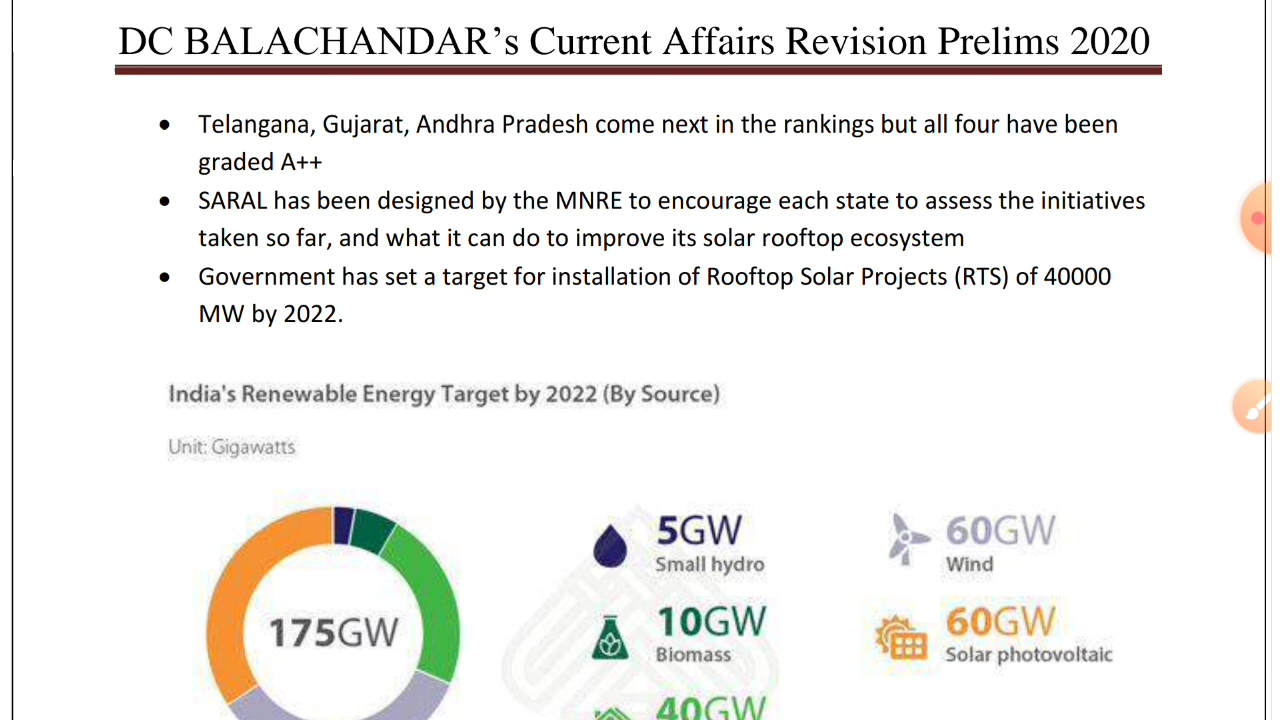 DC BALACHANDAR’s Current Affairs Revision Prelims 2020
• Telangana, Gujarat, Andhra Pradesh come next in the rankings but all four have been
graded A++
• SARAL has been designed by the MNRE to encourage each state to assess the initiatives
taken so far, and what it can do to improve its solar rooftop ecosystem
• Government has set a target for installation of Rooftop Solar Projects (RTS) of 40000
MW by 2022.
India's Renewable Energy Target by 2022 (By Source)
Unit: Gigawatts
175GW
5GW
Small hydro
10GW
Biomass
40GW
60GW
Wind
60GW
Solar photovoltaic